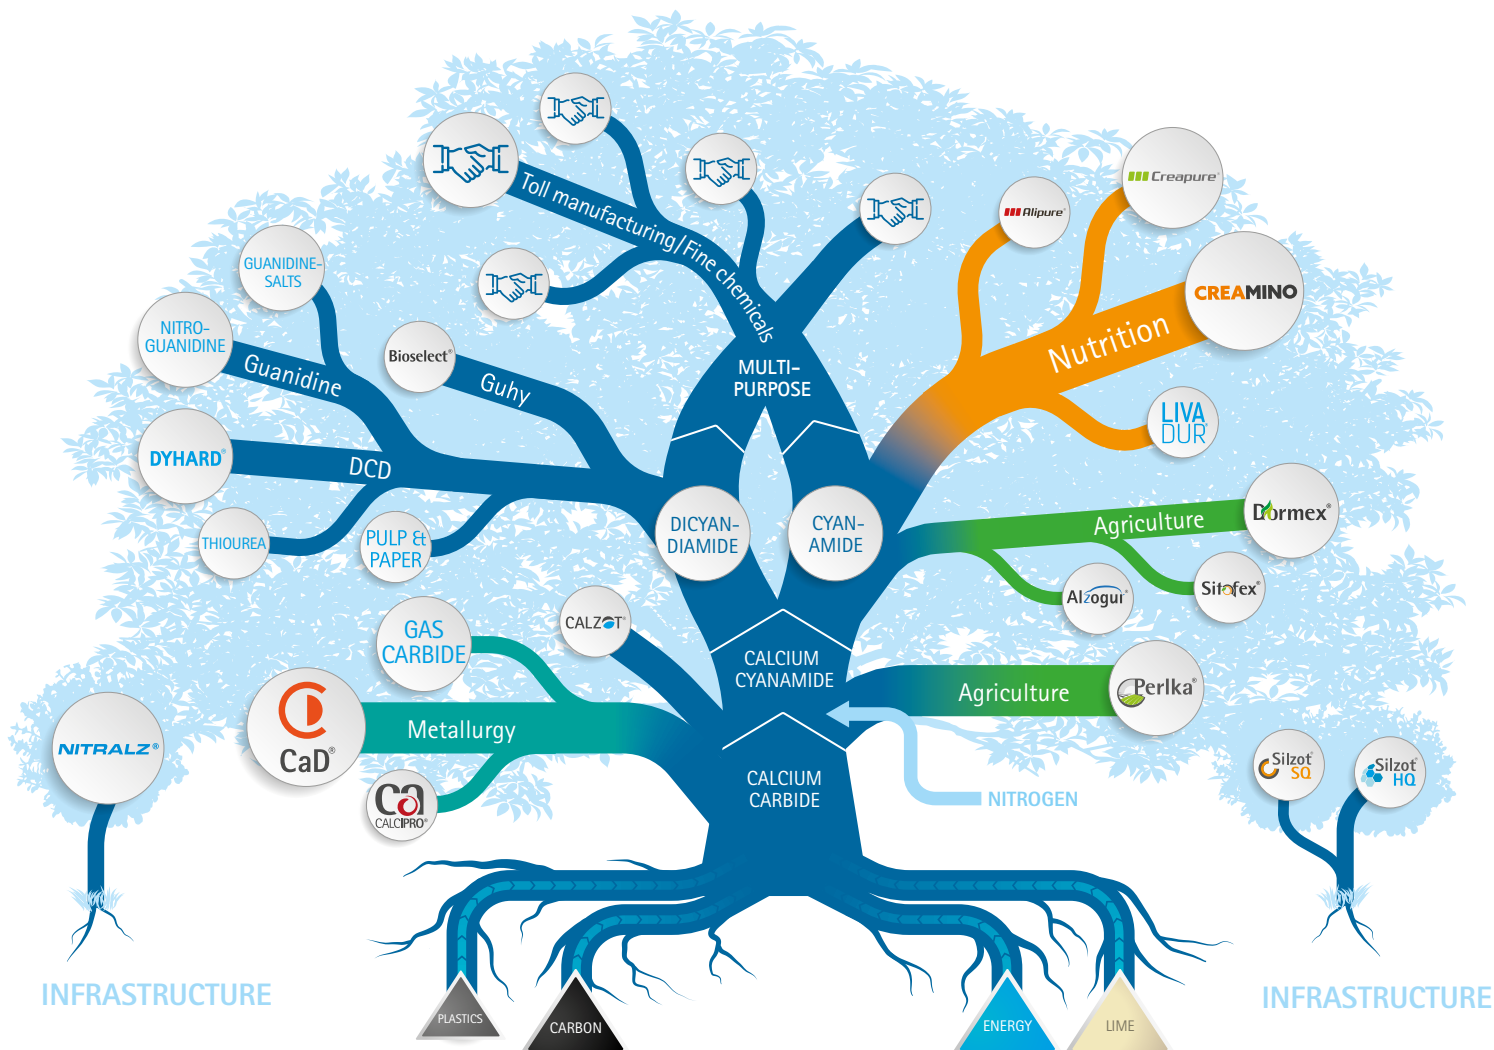 Toll manufacturing/Fine chemicals
Creapure®
Alipure®
GUANIDINE-
SALTS
CREAMINO
NITRO-
GUANIDINE
Nutrition
Bioselect®
Guanidine
Guhy
MULTI-
PURPOSE
LIVA
DUR®
DYHARD®
DCD
Dormex®
Agriculture
DICYAN-
DIAMIDE
CYAN-
AMIDE
THIOUREA
PULP &
PAPER
Alzogur®
Sitofex®
CALZOT®
GAS
CARBIDE
CALCIUM
CYANAMIDE
Agriculture
Perlka®
Metallurgy
NITRALZ®
CaD®
CALCIUM
CARBIDE
NITROGEN
Silzot®
SQ
Silzot®
HQ
ca
CALCIPRO®
INFRASTRUCTURE
INFRASTRUCTURE
PLASTICS
CARBON
ENERGY
LIME